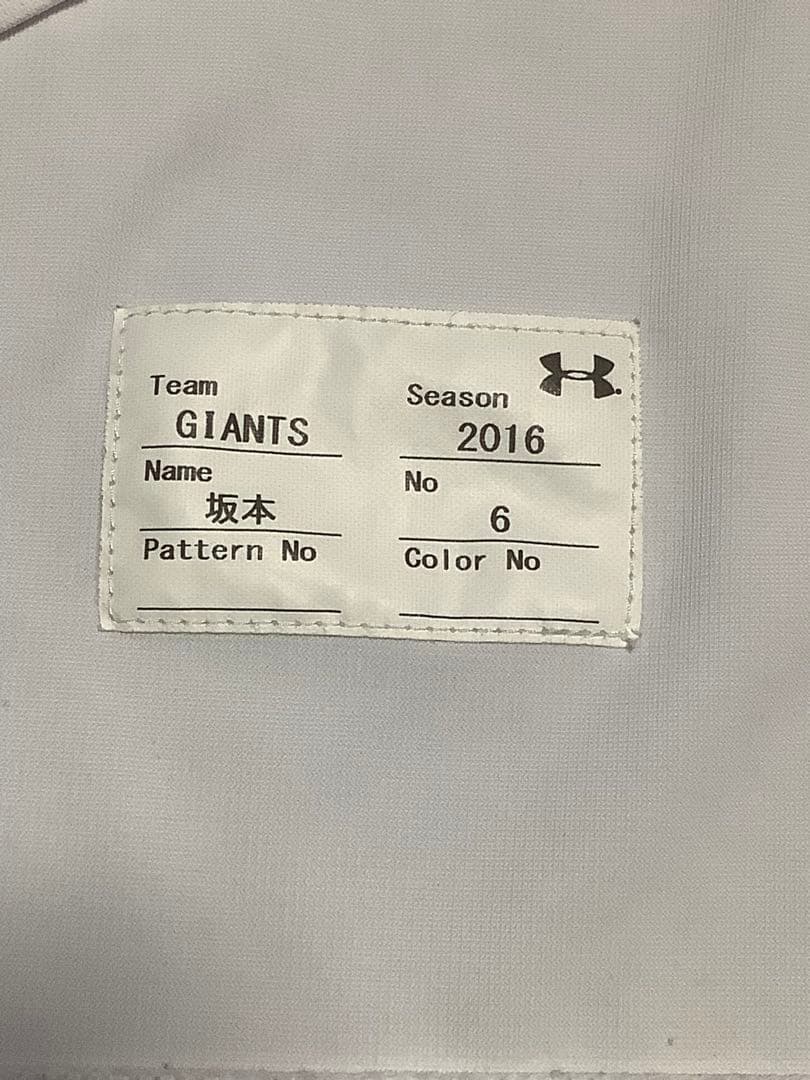 Team
GIANTS
Season
2016
Name
坂本
No
6
Pattern No
Color No